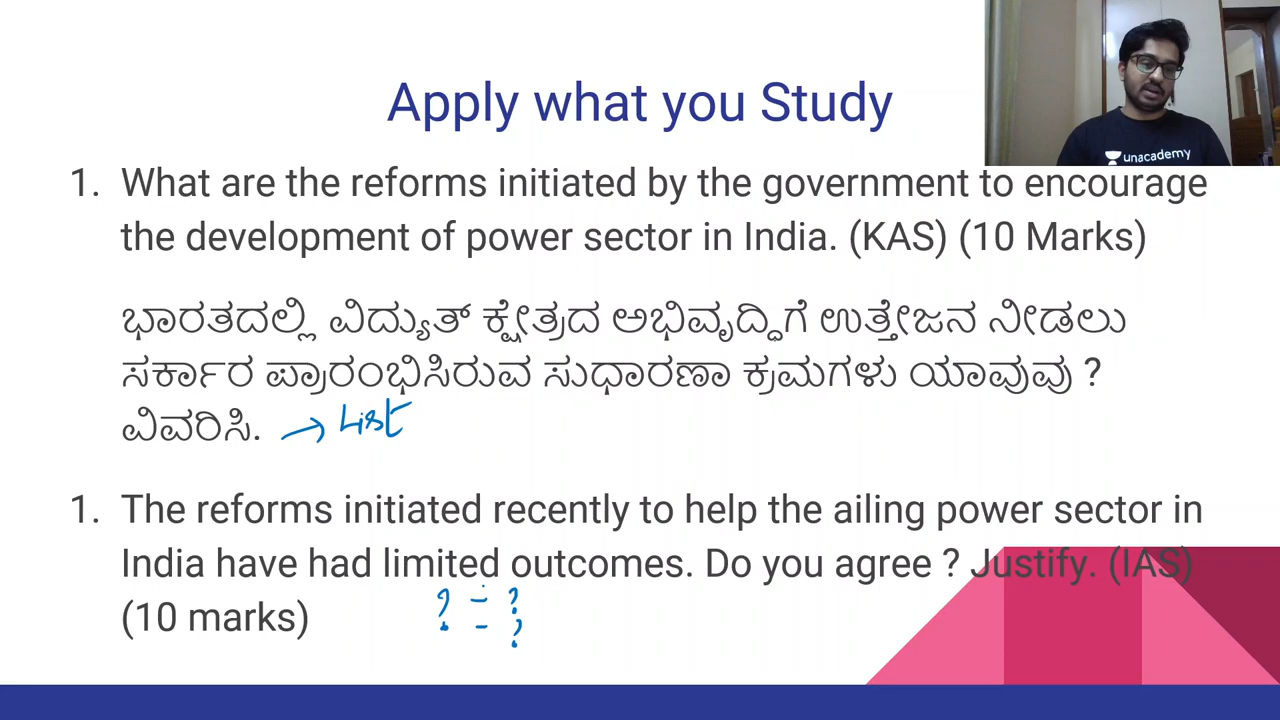 unacademy
Apply what you Study
1. What are the reforms initiated by the government to encourage
the development of power sector in India. (KAS) (10 Marks)
ಭಾರತದಲ್ಲಿ ವಿದ್ಯುತ್ ಕ್ಷೇತ್ರದ ಅಭಿವೃದ್ಧಿಗೆ ಉತ್ತೇಜನ ನೀಡಲು
ಸರ್ಕಾರ ಪ್ರಾರಂಭಿಸಿರುವ ಸುಧಾರಣಾ ಕ್ರಮಗಳು ಯಾವುವು ?
ವಿವರಿಸಿ. → List
1. The reforms initiated recently to help the ailing power sector in
India have had limited outcomes. Do you agree ? Justify. (IAS)
(10 marks)